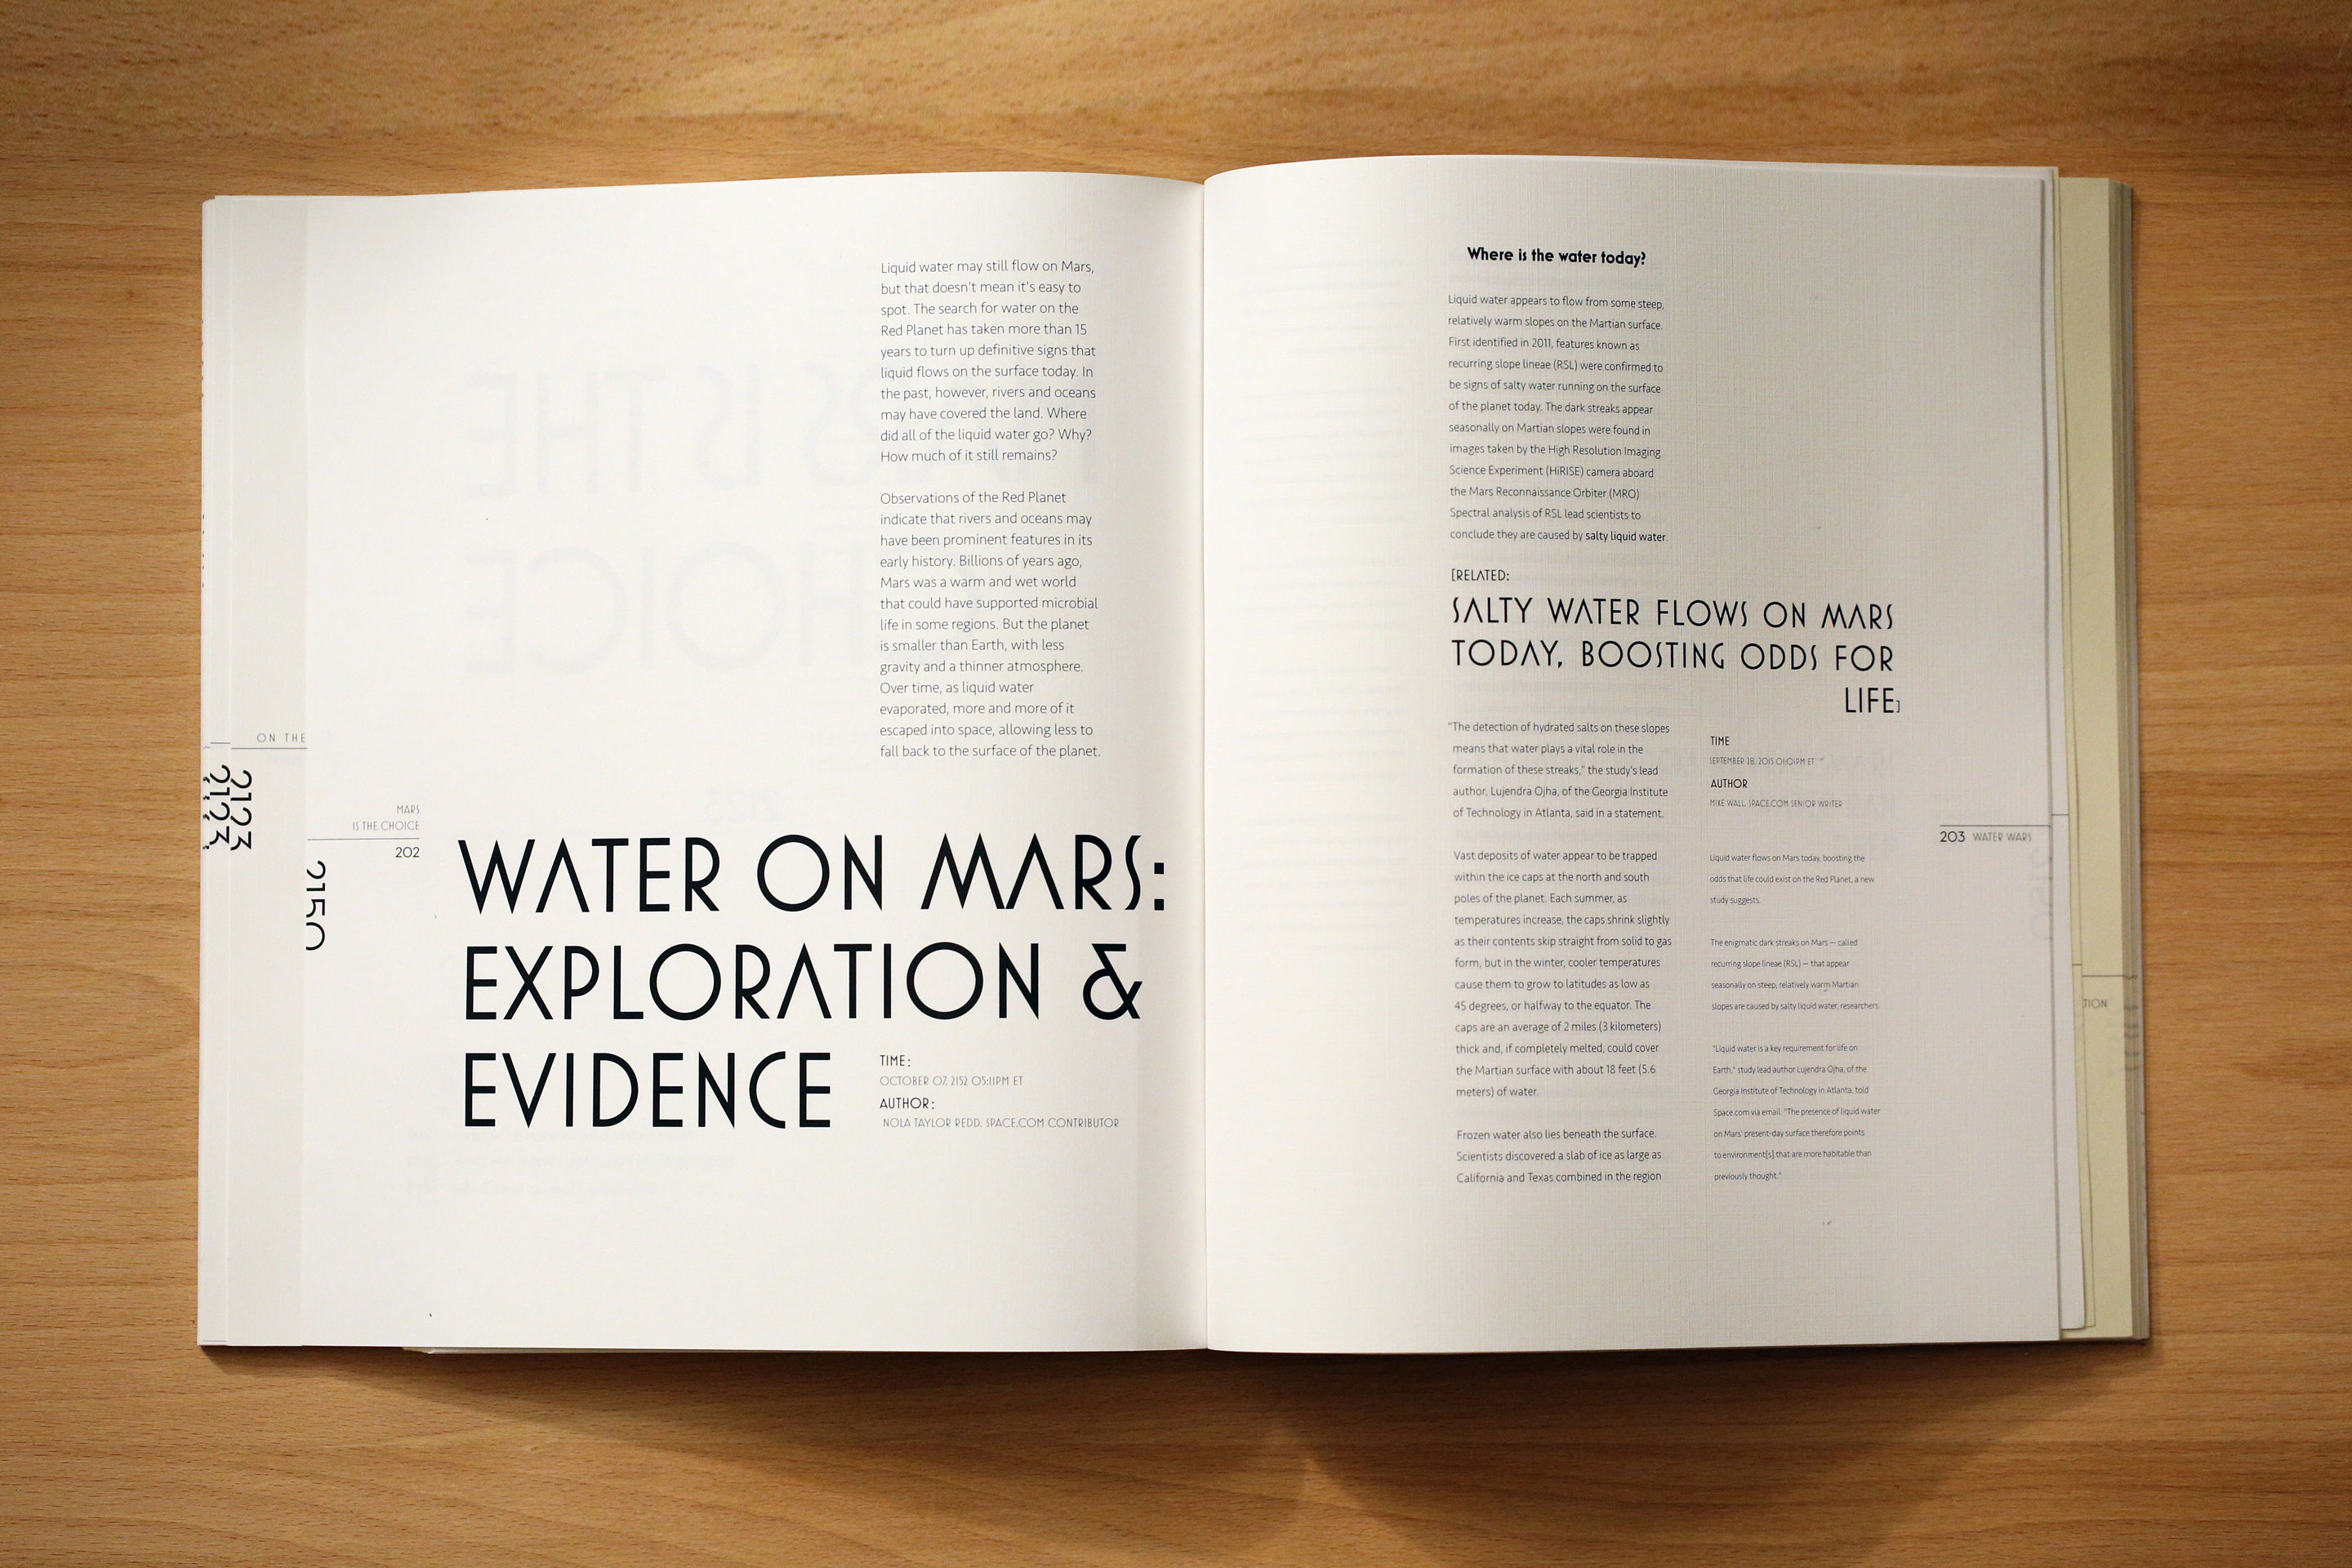 Liquid water may still flow on Mars,
but that doesn't mean it's easy to
spot. The search for water on the
Red Planet has taken more than 15
years to turn up definitive signs that
liquid flows on the surface today. In
the past, however, rivers and oceans
may have covered the land. Where
did all of the liquid water go? Why?
How much of it still remains?
Observations of the Red Planet
indicate that rivers and oceans may
have been prominent features in its
early history. Billions of years ago,
Mars was a warm and wet world
that could have supported microbial
life in some regions. But the planet
is smaller than Earth, with less
gravity and a thinner atmosphere.
Over time, as liquid water
evaporated, more and more of it
escaped into space, allowing less to
fall back to the surface of the planet.
ON THE
2123
2123
MARS
IS THE CHOICE
202
2150
WATER ON MARS:
EXPLORATION &
EVIDENCE
TIME:
OCTOBER 07, 2152 05:11PM ET
AUTHOR:
NOLA TAYLOR REDD, SPACE.COM CONTRIBUTOR
Where is the water today?
Liquid water appears to flow from some steep,
relatively warm slopes on the Martian surface.
First identified in 2011, features known as
recurring slope lineae (RSL) were confirmed to
be signs of salty water running on the surface
of the planet today. The dark streaks appear
seasonally on Martian slopes were found in
images taken by the High Resolution Imaging
Science Experiment (HiRISE) camera aboard
the Mars Reconnaissance Orbiter (MRO)
Spectral analysis of RSL lead scientists to
conclude they are caused by salty liquid water.
[RELATED:
SALTY WATER FLOWS ON MARS
TODAY, BOOSTING ODDS FOR
LIFE]
"The detection of hydrated salts on these slopes
means that water plays a vital role in the
formation of these streaks," the study's lead
author, Lujendra Ojha, of the Georgia Institute
of Technology in Atlanta, said in a statement.
Vast deposits of water appear to be trapped
within the ice caps at the north and south
poles of the planet. Each summer, as
temperatures increase, the caps shrink slightly
as their contents skip straight from solid to gas
form, but in the winter, cooler temperatures
cause them to grow to latitudes as low as
45 degrees, or halfway to the equator. The
caps are an average of 2 miles (3 kilometers)
thick and, if completely melted, could cover
the Martian surface with about 18 feet (5.6
meters) of water.
Frozen water also lies beneath the surface.
Scientists discovered a slab of ice as large as
California and Texas combined in the region
TIME
SEPTEMBER 28, 2015 01:01PM ET
AUTHOR
MIKE WALL, SPACE.COM SENIOR WRITER
Liquid water flows on Mars today, boosting the
odds that life could exist on the Red Planet, a new
study suggests.
The enigmatic dark streaks on Mars — called
recurring slope lineae (RSL) — that appear
seasonally on steep, relatively warm Martian
slopes are caused by salty liquid water, researchers.
"Liquid water is a key requirement for life on
Earth," study lead author Lujendra Ojha, of the
Georgia Institute of Technology in Atlanta, told
Space.com via email. "The presence of liquid water
on Mars' present-day surface therefore points
to environment[s] that are more habitable than
previously thought."
203 WATER WARS
TION